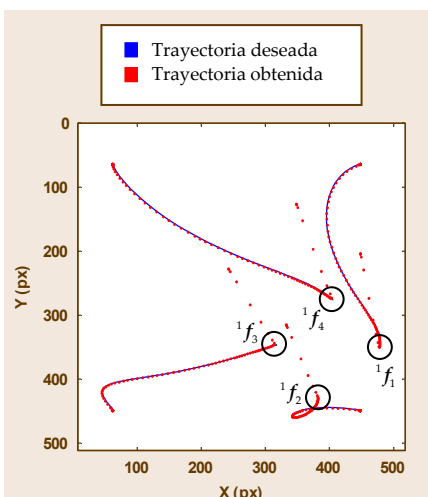 Trayectoria deseada
Trayectoria obtenida
0
100
200
300
400
500
Y (px)
¹f₄
¹f₃
¹f₁
¹f₂
0 100 200 300 400 500
X (px)